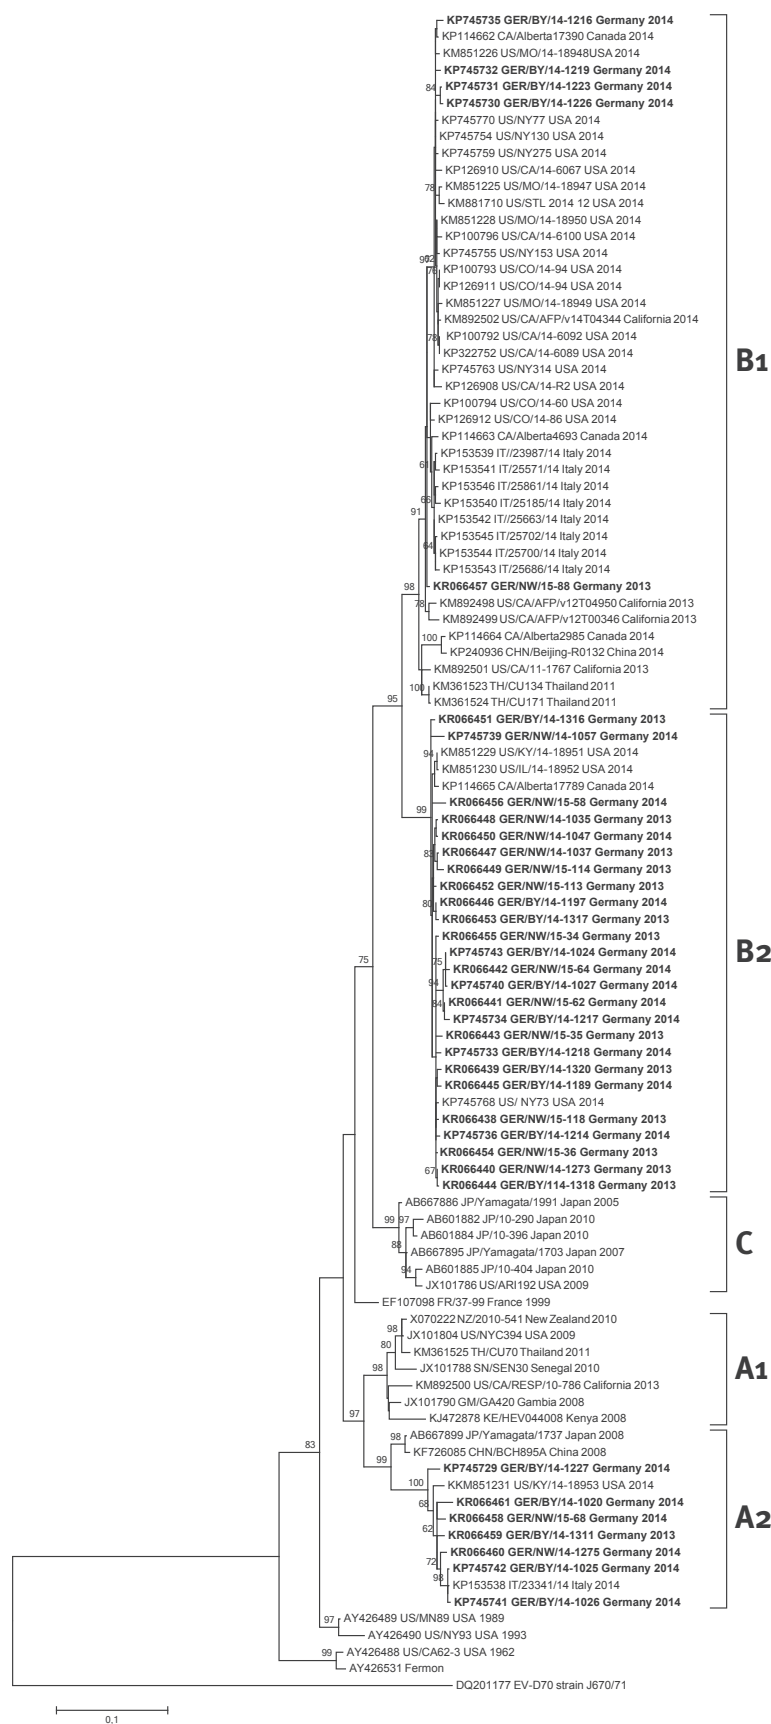 KP745735 GER/BY/14-1216 Germany 2014
KP114662 CA/Alberta17390 Canada 2014
KM851226 US/MO/14-18948USA 2014
KP745732 GER/BY/14-1219 Germany 2014
84
KP745731 GER/BY/14-1223 Germany 2014
KP745730 GER/BY/14-1226 Germany 2014
KP745770 US/NY77 USA 2014
KP745754 US/NY130 USA 2014
KP745759 US/NY275 USA 2014
KP126910 US/CA/14-6067 USA 2014
78
KM851225 US/MO/14-18947 USA 2014
KM881710 US/STL 2014 12 USA 2014
KM851228 US/MO/14-18950 USA 2014
KP100796 US/CA/14-6100 USA 2014
KP745755 US/NY153 USA 2014
KP100793 US/CO/14-94 USA 2014
KP126911 US/CO/14-94 USA 2014
KM851227 US/MO/14-18949 USA 2014
KM892502 US/CA/AFP/v14T04344 California 2014
KP100792 US/CA/14-6092 USA 2014
KP322752 US/CA/14-6089 USA 2014
B1
KP745763 US/NY314 USA 2014
KP126908 US/CA/14-R2 USA 2014
KP100794 US/CO/14-60 USA 2014
KP126912 US/CO/14-86 USA 2014
KP114663 CA/Alberta4693 Canada 2014
KP153539 IT//23987/14 Italy 2014
61
KP153541 IT/25571/14 Italy 2014
KP153546 IT/25861/14 Italy 2014
66
KP153540 IT/25185/14 Italy 2014
91
KP153542 IT//25663/14 Italy 2014
KP153545 IT/25702/14 Italy 2014
64
KP153544 IT/25700/14 Italy 2014
KP153543 IT/25686/14 Italy 2014
98
KR066457 GER/NW/15-88 Germany 2013
78
KM892498 US/CA/AFP/v12T04950 California 2013
KM892499 US/CA/AFP/v12T00346 California 2013
100
KP114664 CA/Alberta2985 Canada 2014
KP240936 CHN/Beijing-R0132 China 2014
KM892501 US/CA/11-1767 California 2013
100
KM361523 TH/CU134 Thailand 2011
95
KM361524 TH/CU171 Thailand 2011
KR066451 GER/BY/14-1316 Germany 2013
KP745739 GER/NW/14-1057 Germany 2014
94
KM851229 US/KY/14-18951 USA 2014
KM851230 US/IL/14-18952 USA 2014
KP114665 CA/Alberta17789 Canada 2014
99
KR066456 GER/NW/15-58 Germany 2014
KR066448 GER/NW/14-1035 Germany 2013
KR066450 GER/NW/14-1047 Germany 2014
83
KR066447 GER/NW/14-1037 Germany 2013
KR066449 GER/NW/15-114 Germany 2013
KR066452 GER/NW/15-113 Germany 2013
80
KR066446 GER/BY/14-1197 Germany 2014
KR066453 GER/BY/14-1317 Germany 2013
KR066455 GER/NW/15-34 Germany 2013
B2
75
KP745743 GER/BY/14-1024 Germany 2014
75
KR066442 GER/NW/15-64 Germany 2014
94
KP745740 GER/BY/14-1027 Germany 2014
84
KR066441 GER/NW/15-62 Germany 2014
KP745734 GER/BY/14-1217 Germany 2014
KR066443 GER/NW/15-35 Germany 2013
KP745733 GER/BY/14-1218 Germany 2014
KR066439 GER/BY/14-1320 Germany 2013
KR066445 GER/BY/14-1189 Germany 2014
KP745768 US/ NY73 USA 2014
KR066438 GER/NW/15-118 Germany 2013
KP745736 GER/BY/14-1214 Germany 2014
KR066454 GER/NW/15-36 Germany 2013
67
KR066440 GER/NW/14-1273 Germany 2013
KR066444 GER/BY/114-1318 Germany 2013
AB667886 JP/Yamagata/1991 Japan 2005
99
97
AB601882 JP/10-290 Japan 2010
AB601884 JP/10-396 Japan 2010
C
88
AB667895 JP/Yamagata/1703 Japan 2007
94
AB601885 JP/10-404 Japan 2010
JX101786 US/ARI192 USA 2009
EF107098 FR/37-99 France 1999
X070222 NZ/2010-541 New Zealand 2010
98
JX101804 US/NYC394 USA 2009
80
KM361525 TH/CU70 Thailand 2011
98
JX101788 SN/SEN30 Senegal 2010
A1
KM892500 US/CA/RESP/10-786 California 2013
JX101790 GM/GA420 Gambia 2008
97
KJ472878 KE/HEV044008 Kenya 2008
98
AB667899 JP/Yamagata/1737 Japan 2008
83
KF726085 CHN/BCH895A China 2008
99
KP745729 GER/BY/14-1227 Germany 2014
100
KKM851231 US/KY/14-18953 USA 2014
68
KR066461 GER/BY/14-1020 Germany 2014
KR066458 GER/NW/15-68 Germany 2014
A2
62
KR066459 GER/BY/14-1311 Germany 2013
KR066460 GER/NW/14-1275 Germany 2014
72
KP745742 GER/BY/14-1025 Germany 2014
98
KP153538 IT/23341/14 Italy 2014
KP745741 GER/BY/14-1026 Germany 2014
97
AY426489 US/MN89 USA 1989
AY426490 US/NY93 USA 1993
99
AY426488 US/CA62-3 USA 1962
AY426531 Fermon
DQ201177 EV-D70 strain J670/71
0,1